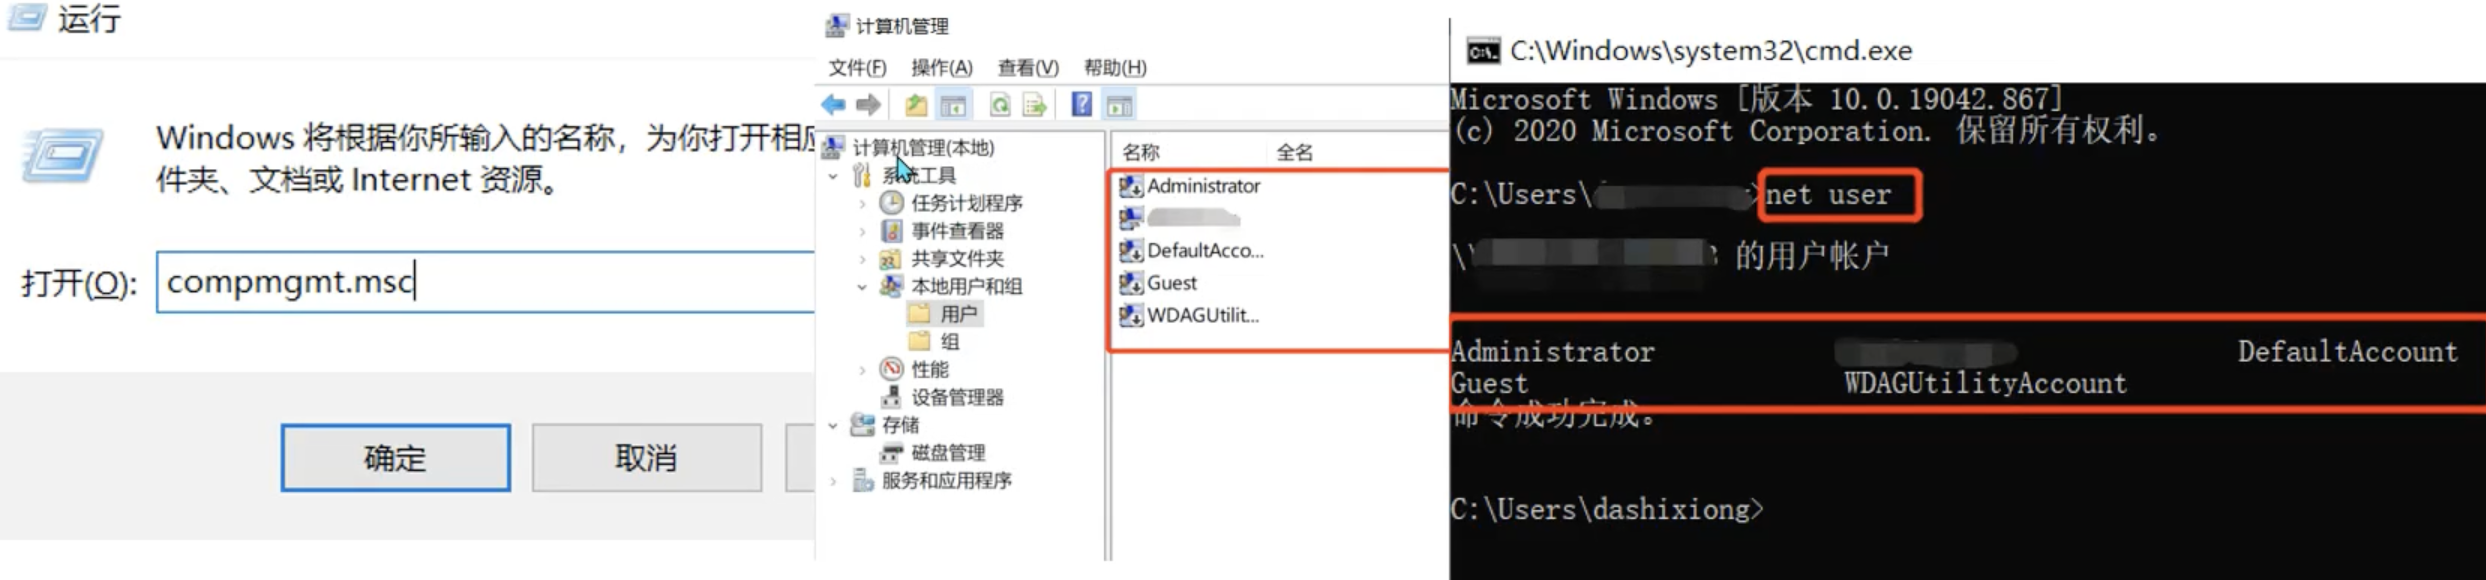 运行
Windows 将根据你所输入的名称，为你打开相应
件夹、文档或 Internet 资源。
打开(O):
compmgmt.msc
确定
取消
计算机管理
文件(F) 操作(A) 查看(V) 帮助(H)
计算机管理(本地)
系统工具
任务计划程序
事件查看器
共享文件夹
本地用户和组
用户
组
性能
设备管理器
存储
磁盘管理
服务和应用程序
名称 全名
Administrator
DefaultAcco...
Guest
WDAGUtilit...
C:\Windows\system32\cmd.exe
Microsoft Windows [版本 10.0.19042.867]
(c) 2020 Microsoft Corporation. 保留所有权利。
C:\Users\ >net user
\\ 的用户帐户
Administrator DefaultAccount
Guest WDAGUtilityAccount
命令成功完成。
C:\Users\dashixiong>